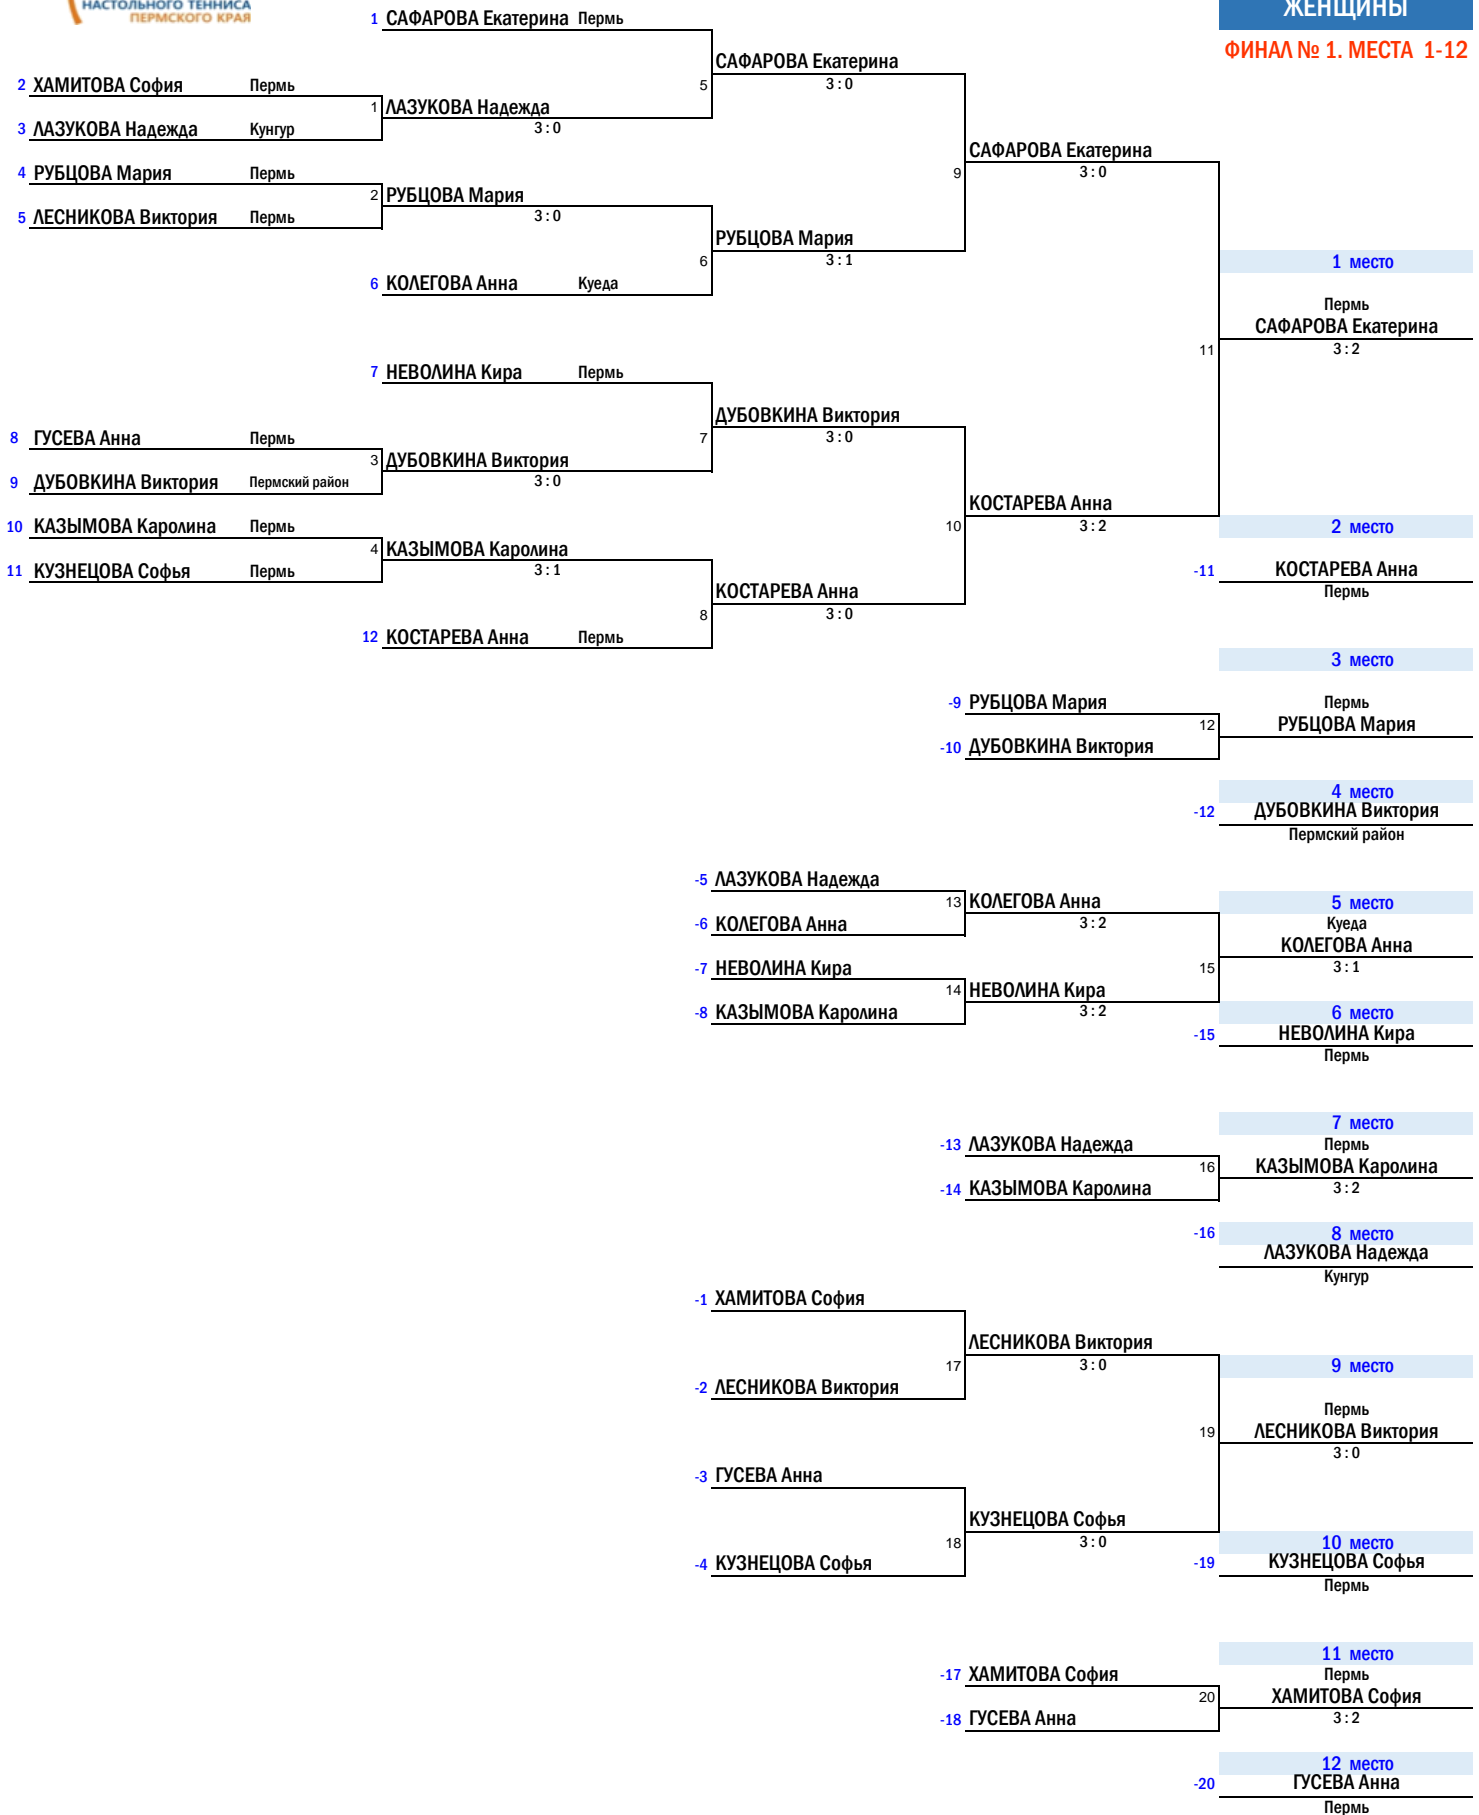 НАСТОЛЬНОГО ТЕННИСА
ПЕРМСКОГО КРАЯ
ЖЕНЩИНЫ
ФИНАЛ № 1. МЕСТА 1-12
1 САФАРОВА Екатерина Пермь
САФАРОВА Екатерина
5 3 : 0
2 ХАМИТОВА София Пермь
1 ЛАЗУКОВА Надежда
3 : 0
3 ЛАЗУКОВА Надежда Кунгур
САФАРОВА Екатерина
9 3 : 0
4 РУБЦОВА Мария Пермь
2 РУБЦОВА Мария
3 : 0
5 ЛЕСНИКОВА Виктория Пермь
РУБЦОВА Мария
6 3 : 1
6 КОЛЕГОВА Анна Куеда
1 место
Пермь
САФАРОВА Екатерина
11 3 : 2
7 НЕВОЛИНА Кира Пермь
ДУБОВКИНА Виктория
7 3 : 0
8 ГУСЕВА Анна Пермь
3 ДУБОВКИНА Виктория
3 : 0
9 ДУБОВКИНА Виктория Пермский район
КОСТАРЕВА Анна
10 3 : 2
10 КАЗЫМОВА Каролина Пермь
4 КАЗЫМОВА Каролина
3 : 1
11 КУЗНЕЦОВА Софья Пермь
2 место
-11 КОСТАРЕВА Анна
Пермь
КОСТАРЕВА Анна
8 3 : 0
12 КОСТАРЕВА Анна Пермь
3 место
-9 РУБЦОВА Мария Пермь
12 РУБЦОВА Мария
-10 ДУБОВКИНА Виктория
4 место
-12 ДУБОВКИНА Виктория
Пермский район
-5 ЛАЗУКОВА Надежда
13 КОЛЕГОВА Анна 5 место
-6 КОЛЕГОВА Анна 3 : 2 Куеда
КОЛЕГОВА Анна
-7 НЕВОЛИНА Кира 15 3 : 1
14 НЕВОЛИНА Кира
-8 КАЗЫМОВА Каролина 3 : 2 6 место
-15 НЕВОЛИНА Кира
Пермь
7 место
-13 ЛАЗУКОВА Надежда Пермь
16 КАЗЫМОВА Каролина
-14 КАЗЫМОВА Каролина 3 : 2
-16 8 место
ЛАЗУКОВА Надежда
Кунгур
-1 ХАМИТОВА София
ЛЕСНИКОВА Виктория
17 3 : 0 9 место
-2 ЛЕСНИКОВА Виктория
Пермь
19 ЛЕСНИКОВА Виктория
3 : 0
-3 ГУСЕВА Анна
КУЗНЕЦОВА Софья
18 3 : 0 10 место
-4 КУЗНЕЦОВА Софья -19 КУЗНЕЦОВА Софья
Пермь
11 место
-17 ХАМИТОВА София Пермь
20 ХАМИТОВА София
-18 ГУСЕВА Анна 3 : 2
12 место
-20 ГУСЕВА Анна
Пермь